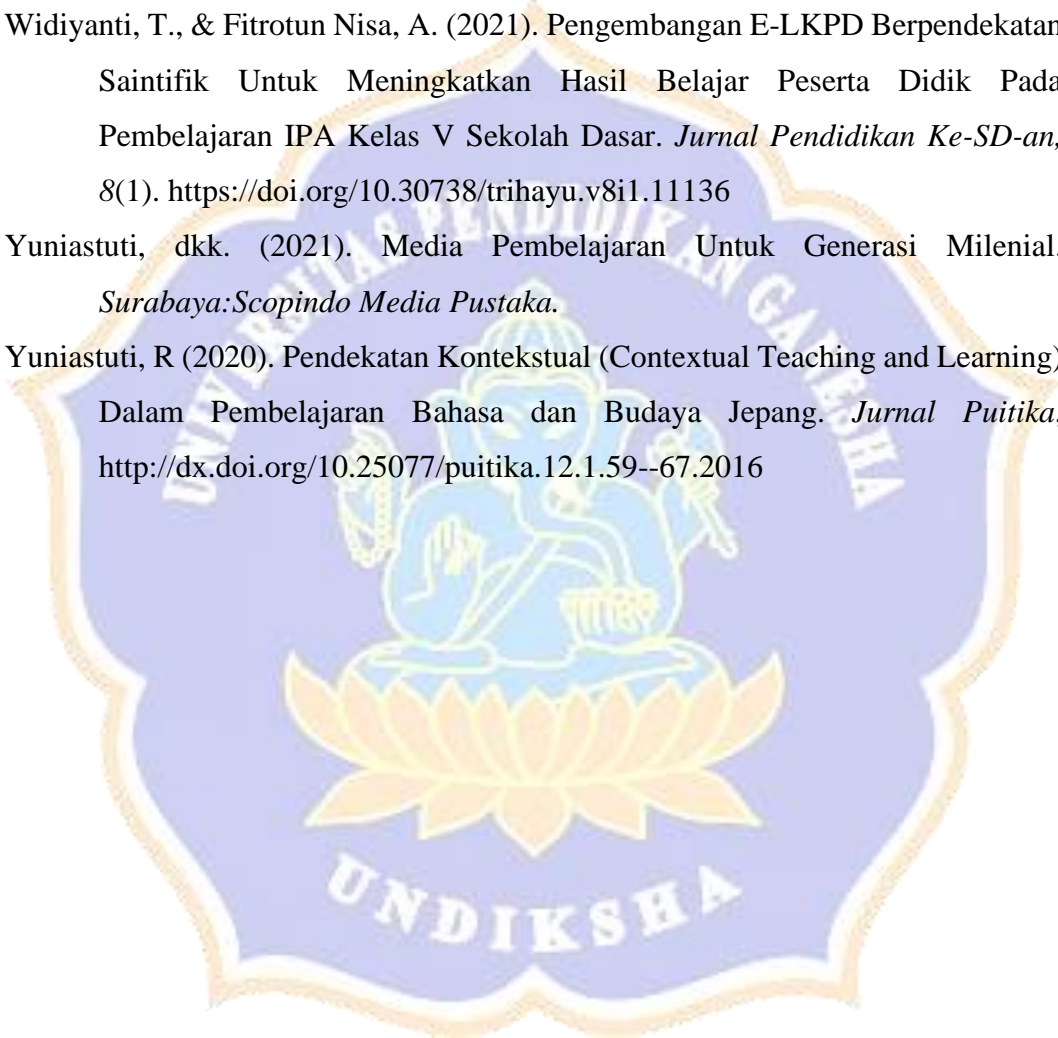 Widiyanti, T., & Fitrotun Nisa, A. (2021). Pengembangan E-LKPD Berpendekatan
Saintifik Untuk Meningkatkan Hasil Belajar Peserta Didik Pada
Pembelajaran IPA Kelas V Sekolah Dasar. Jurnal Pendidikan Ke-SD-an,
8(1). https://doi.org/10.30738/trihayu.v8i1.11136
Yuniastuti, dkk. (2021). Media Pembelajaran Untuk Generasi Milenial.
Surabaya:Scopindo Media Pustaka.
Yuniastuti, R (2020). Pendekatan Kontekstual (Contextual Teaching and Learning)
Dalam Pembelajaran Bahasa dan Budaya Jepang. Jurnal Puitika,
http://dx.doi.org/10.25077/puitika.12.1.59--67.2016
UNIVERSITAS PENDIDIKAN GANESHA
UNDIKSHA